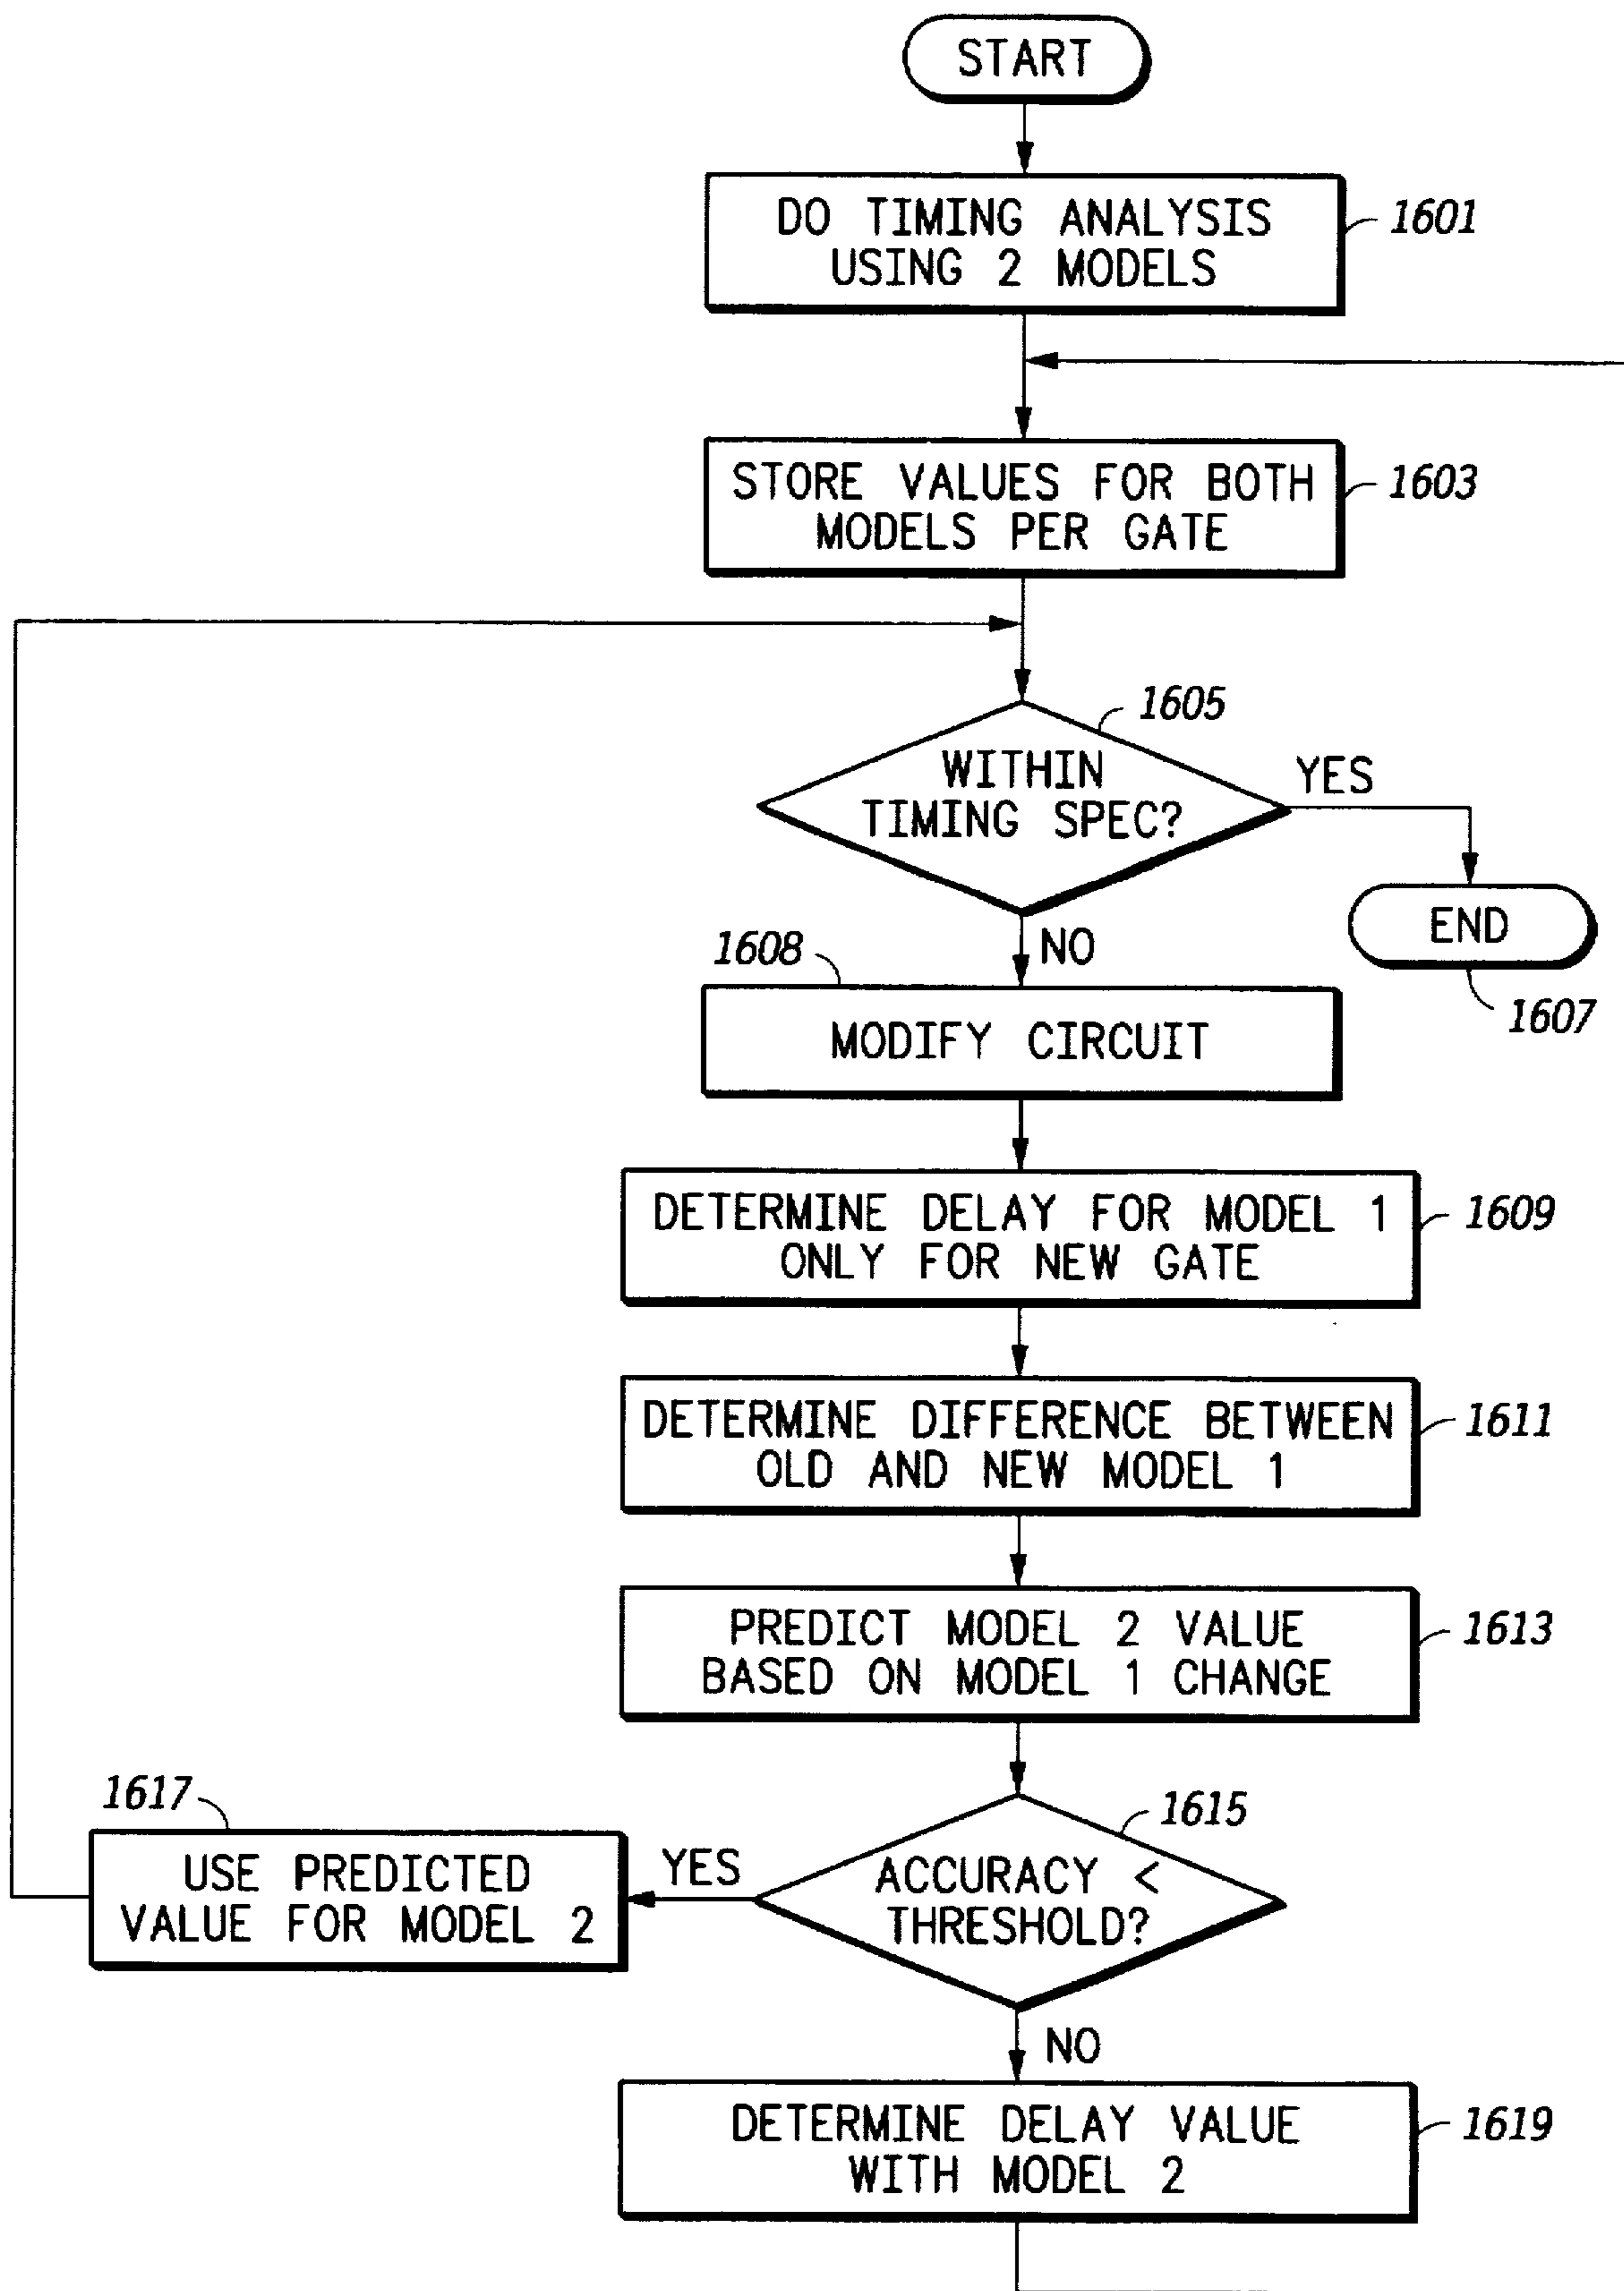 START
DO TIMING ANALYSIS
USING 2 MODELS
1601
STORE VALUES FOR BOTH
MODELS PER GATE
1603
1605
WITHIN
TIMING SPEC?
YES
END
1607
NO
1608
MODIFY CIRCUIT
DETERMINE DELAY FOR MODEL 1
ONLY FOR NEW GATE
1609
DETERMINE DIFFERENCE BETWEEN
OLD AND NEW MODEL 1
1611
PREDICT MODEL 2 VALUE
BASED ON MODEL 1 CHANGE
1613
1615
ACCURACY <
THRESHOLD?
YES
1617
USE PREDICTED
VALUE FOR MODEL 2
NO
DETERMINE DELAY VALUE
WITH MODEL 2
1619